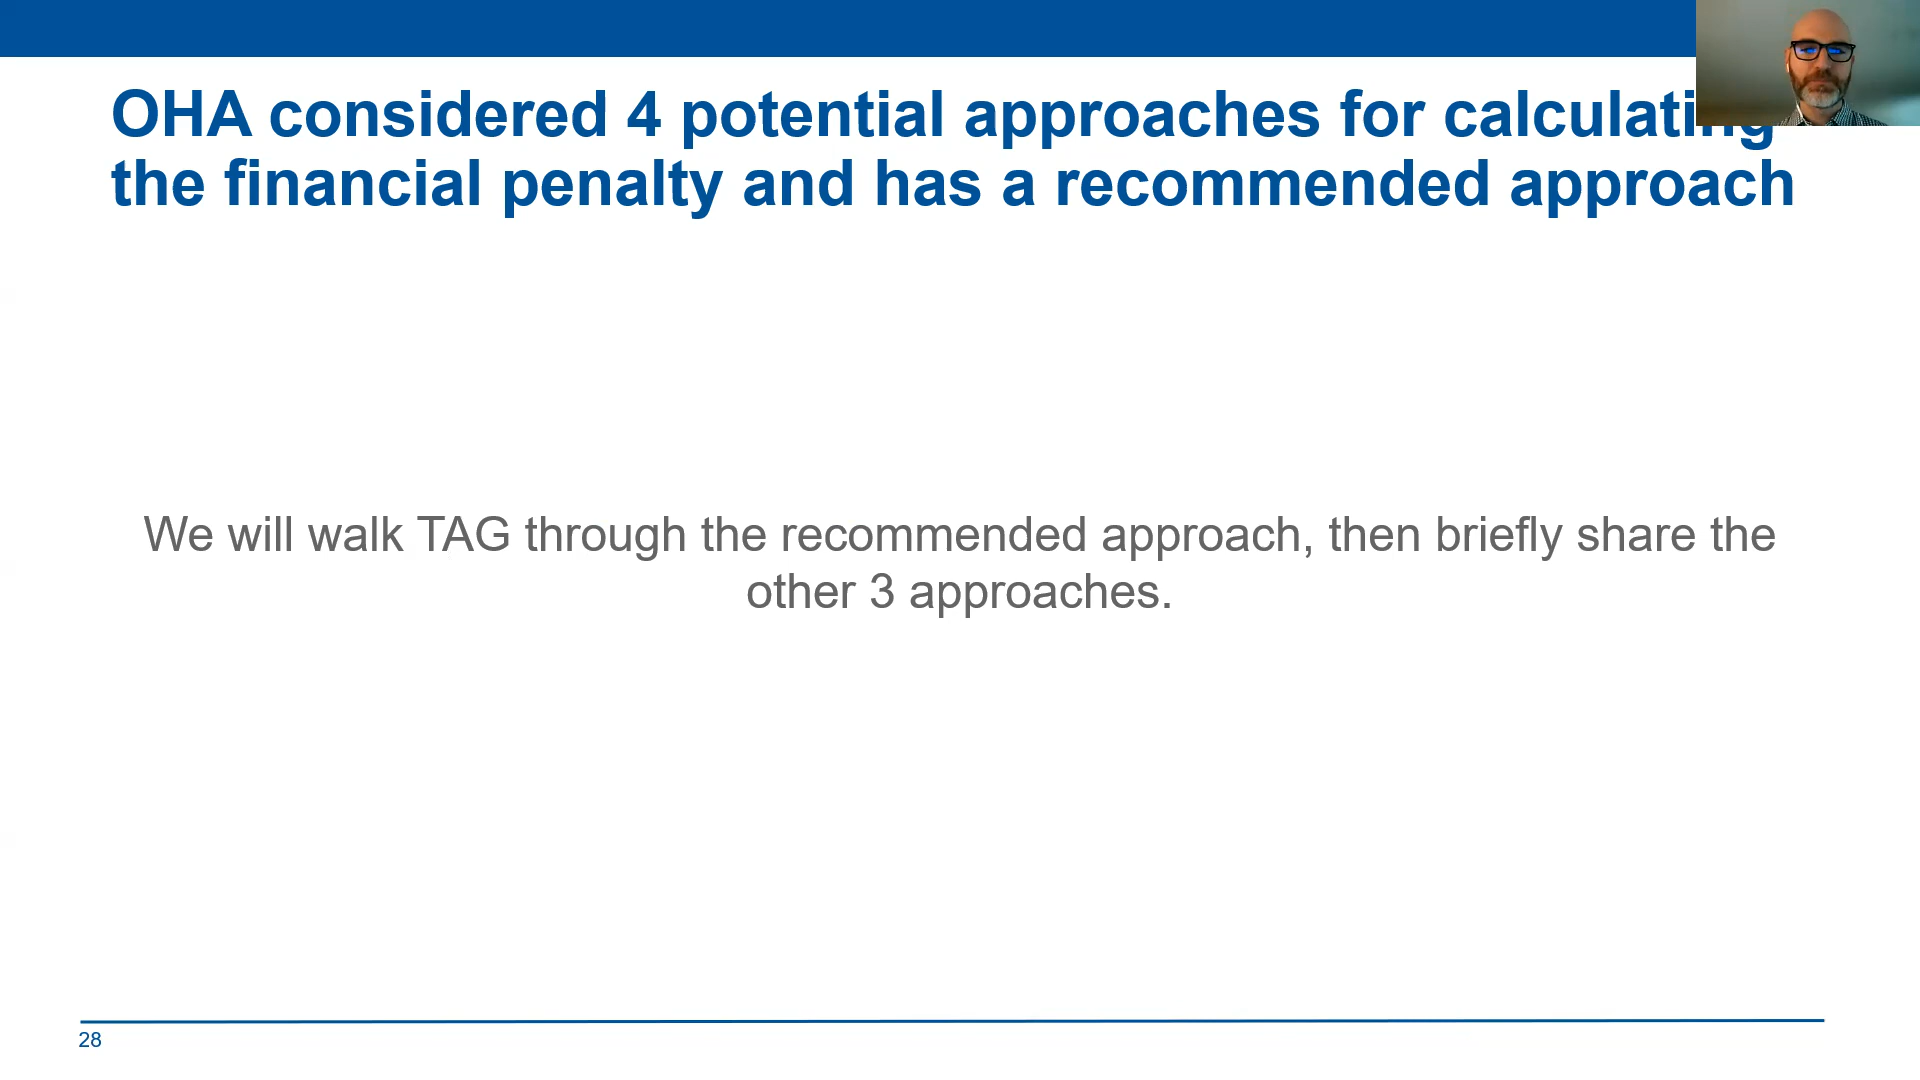 OHA considered 4 potential approaches for calculating
the financial penalty and has a recommended approach
We will walk TAG through the recommended approach, then briefly share the
other 3 approaches.
28